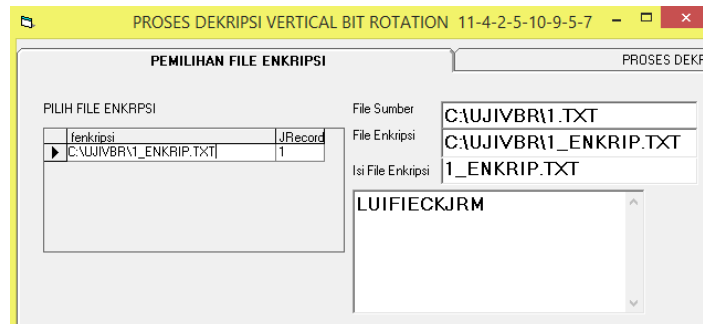 PROSES DEKRIPSI VERTICAL BIT ROTATION 11-4-2-5-10-9-5-7
PEMILIHAN FILE ENKRIPSI
PROSES DEKF
PILIH FILE ENKRPSI
fenkripsi JRecord
C:\UJIVBR\1_ENKRIP.TXT 1
File Sumber C:\UJIVBR\1.TXT
File Enkripsi C:\UJIVBR\1_ENKRIP.TXT
Isi File Enkripsi 1_ENKRIP.TXT
LUIFIECKJRM